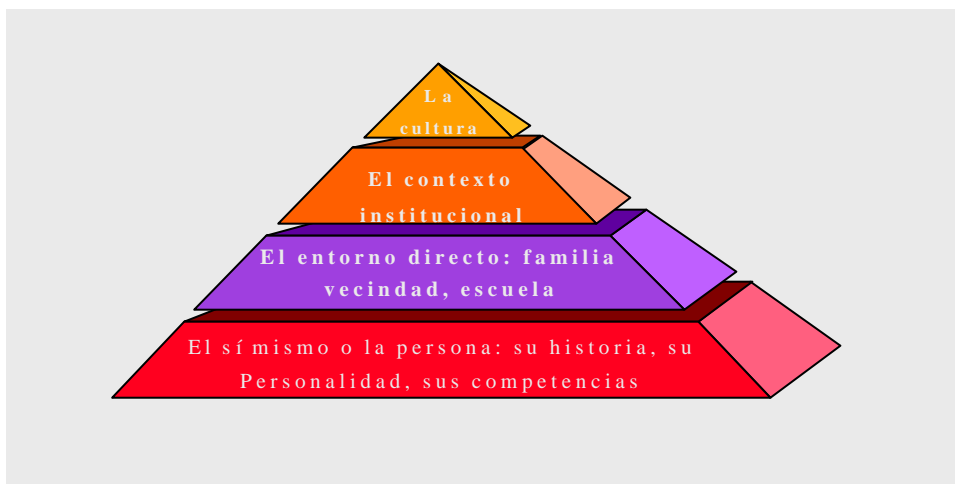 La
cultura
El contexto
institucional
El entorno directo: familia
vecindad, escuela
El sí mismo o la persona: su historia, su
Personalidad, sus competencias